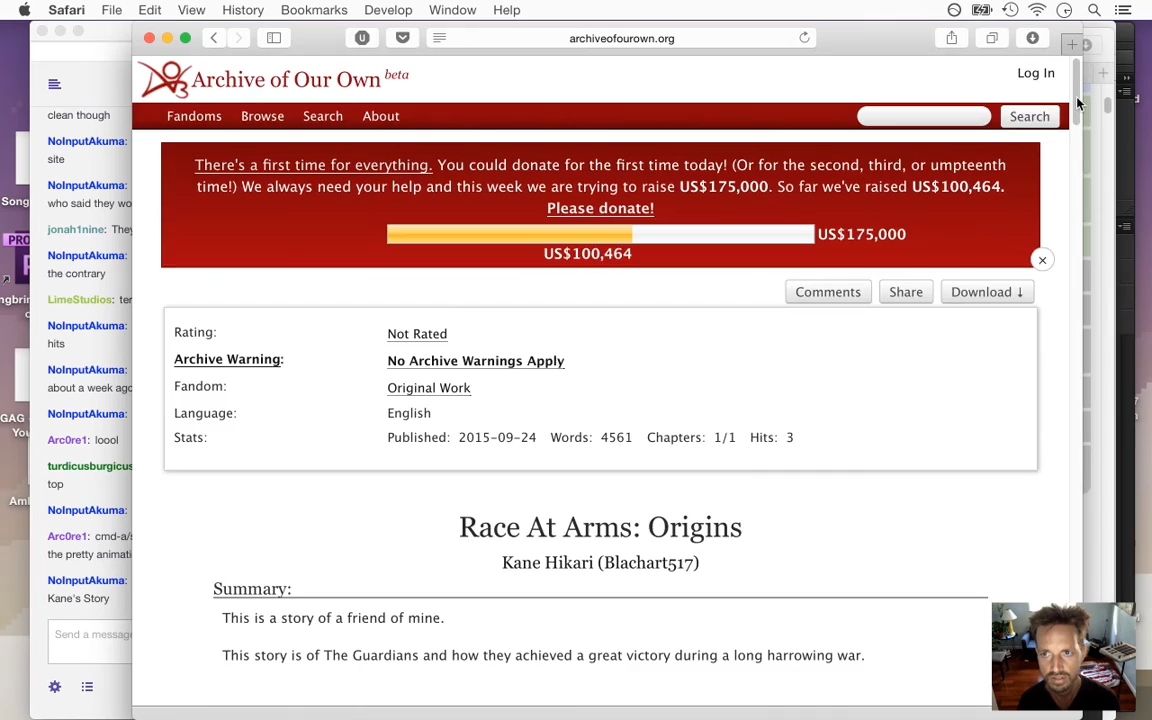 Safari File Edit View History Bookmarks Develop Window Help
archiveofourown.org
clean though
NoInputAkuma:
site
NoInputAkuma:
who said they wo
jonah1nine: They
NoInputAkuma:
the contrary
LimeStudios: ter
NoInputAkuma:
hits
NoInputAkuma:
about a week ago
NoInputAkuma:
Arc0re1: loool
turdicusburgicus
top
NoInputAkuma:
Arc0re1: cmd-a/s
the pretty animati
NoInputAkuma:
Kane's Story
Send a message
Song
PRO
ngbrin
GAG
You
Archive of Our Own beta
Log In
Fandoms Browse Search About
Search
There's a first time for everything. You could donate for the first time today! (Or for the second, third, or umpteenth
time!) We always need your help and this week we are trying to raise US$175,000. So far we've raised US$100,464.
Please donate!
US$175,000
US$100,464
Comments Share Download ↓
Rating: Not Rated
Archive Warning: No Archive Warnings Apply
Fandom: Original Work
Language: English
Stats: Published: 2015-09-24 Words: 4561 Chapters: 1/1 Hits: 3
Race At Arms: Origins
Kane Hikari (Blachart517)
Summary:
This is a story of a friend of mine.
This story is of The Guardians and how they achieved a great victory during a long harrowing war.